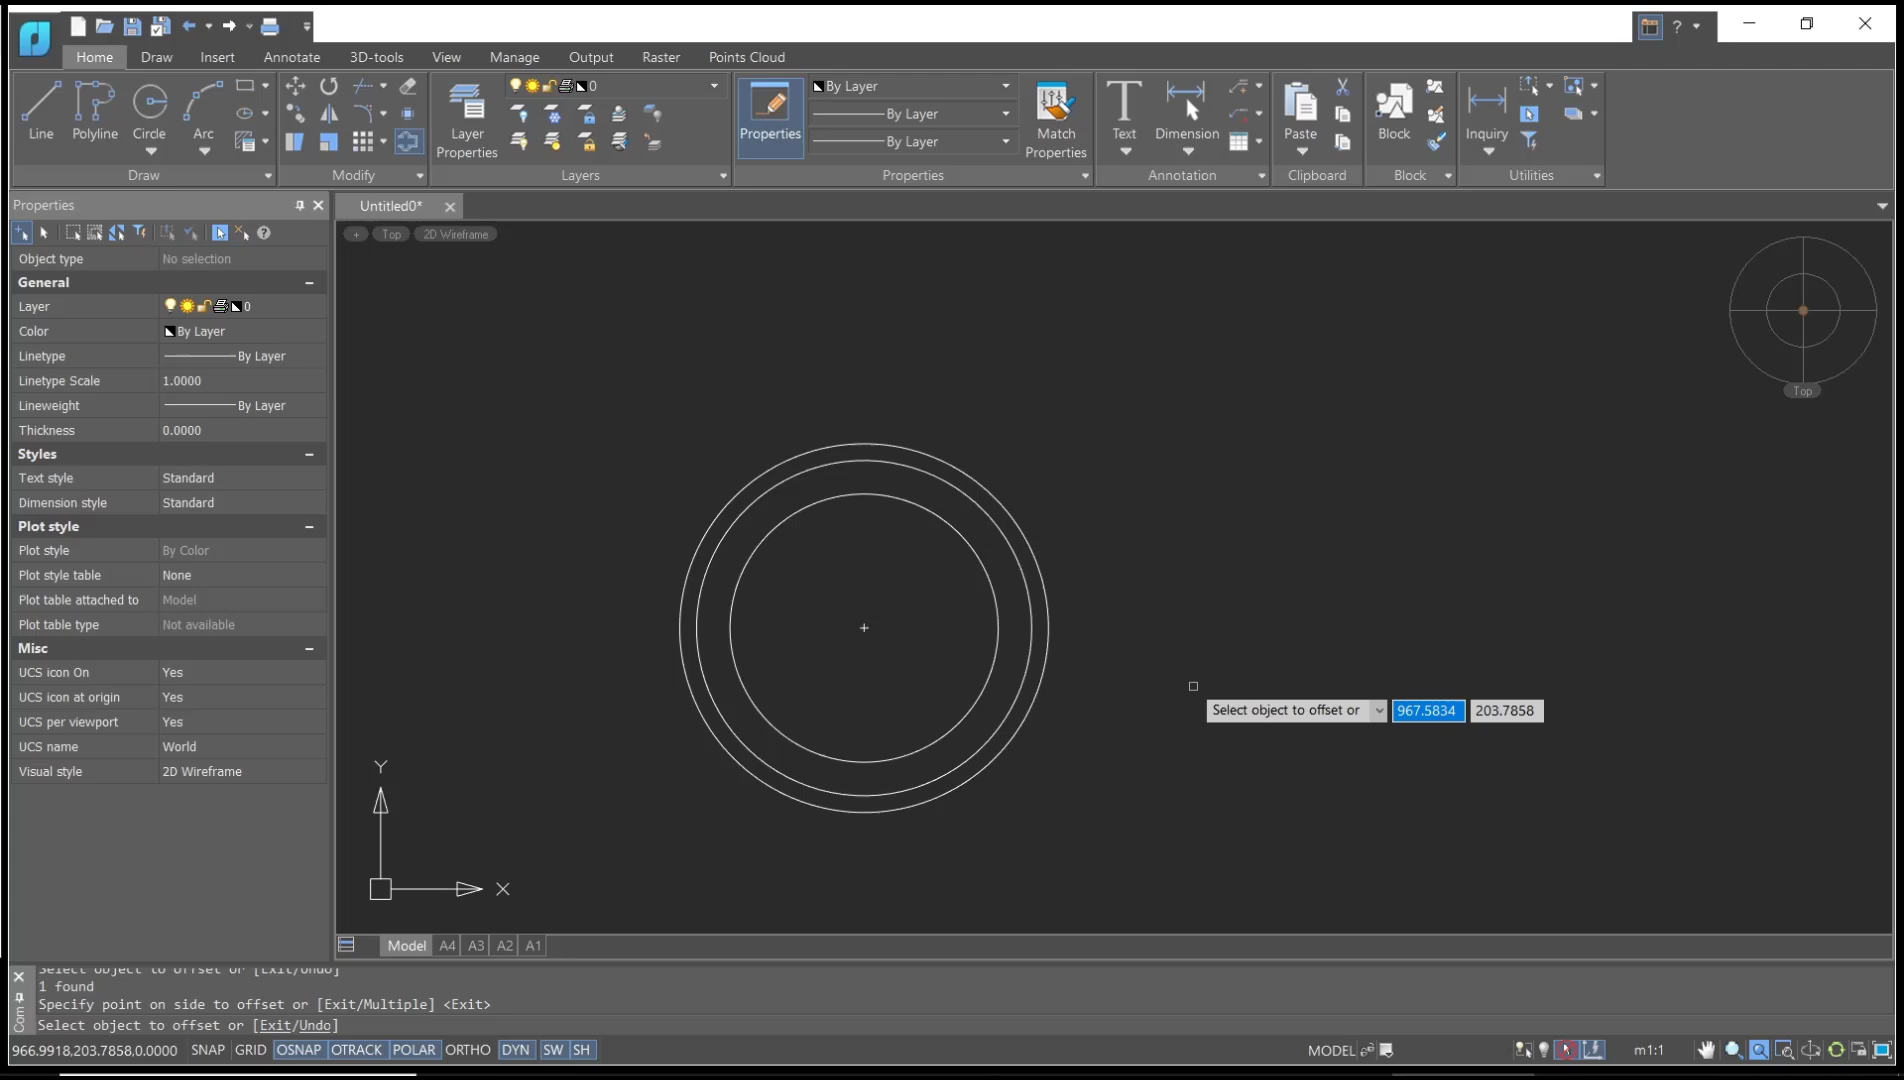 ?
Home Draw Insert Annotate 3D-tools View Manage Output Raster Points Cloud
0
By Layer
By Layer
By Layer
Line Polyline Circle Arc
Layer Properties
Properties
Match Properties
Text Dimension Paste Block Inquiry
Draw Modify Layers Properties Annotation Clipboard Block Utilities
Properties
Untitled0*
+ Top 2D Wireframe
Object type No selection
General
Layer 0
Color By Layer
Linetype By Layer
Linetype Scale 1.0000
Lineweight By Layer
Thickness 0.0000
Styles
Text style Standard
Dimension style Standard
Plot style
Plot style By Color
Plot style table None
Plot table attached to Model
Plot table type Not available
Misc
UCS icon On Yes
UCS icon at origin Yes
UCS per viewport Yes
UCS name World
Visual style 2D Wireframe
Top
Select object to offset or 967.5834 203.7858
Y
X
Model A4 A3 A2 A1
Select object to offset or [Exit/Undo]
1 found
Specify point on side to offset or [Exit/Multiple] <Exit>
Select object to offset or [Exit/Undo]
Com
966.9918,203.7858,0.0000 SNAP GRID OSNAP OTRACK POLAR ORTHO DYN SW SH MODEL m1:1